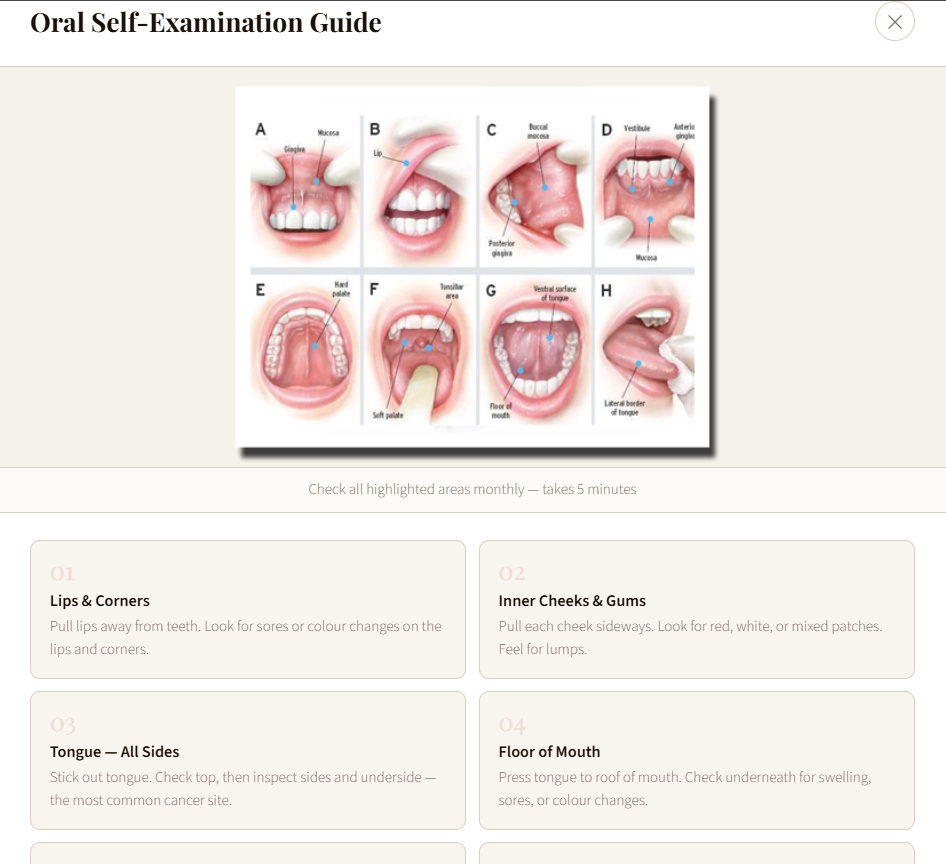 Oral Self-Examination Guide
A
Mucosa
Gingiva
B
Lip
C
Buccal
mucosa
Posterior
gingiva
D
Vestibule
Mucosa
E
Hard
palate
F
Tonsillar
area
Soft palate
G
Ventral surface
of tongue
Floor of
mouth
H
Lateral border
of tongue
Check all highlighted areas monthly — takes 5 minutes
01
Lips & Corners
Pull lips away from teeth. Look for sores or colour changes on the
lips and corners.
02
Inner Cheeks & Gums
Pull each cheek sideways. Look for red, white, or mixed patches.
Feel for lumps.
03
Tongue — All Sides
Stick out tongue. Check top, then inspect sides and underside —
the most common cancer site.
04
Floor of Mouth
Press tongue to roof of mouth. Check underneath for swelling,
sores, or colour changes.